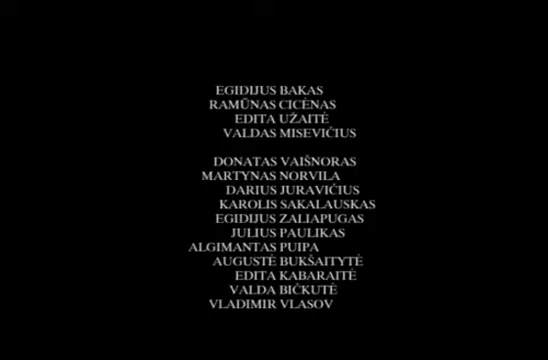 EGIDIJUS BAKAS
RAMŪNAS CICĖNAS
EDITA UŽAITĖ
VALDAS MISEVIČIUS
DONATAS VAIŠNORAS
MARTYNAS NORVILA
DARIUS JURAVIČIUS
KAROLIS SAKALAUSKAS
EGIDIJUS ZALIAPUGAS
JULIUS PAULIKAS
ALGIMANTAS PUIPA
AUGUSTĖ BUKŠAITYTĖ
EDITA KABARAITĖ
VALDA BIČKUTĖ
VLADIMIR VLASOV